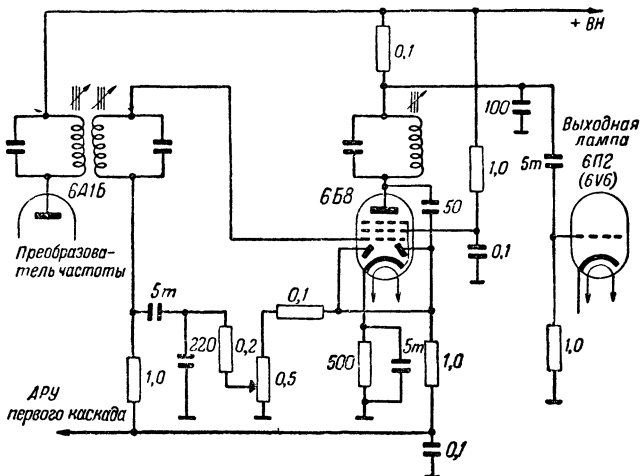 + ВН
0,1
100
Выходная
лампа
6П2
(6V6)
1,0
5т
6А1Б
6Б8
50
Преобразова-
тель частоты
0,1
5т
0,1
220
0,2
0,5
500
5т
1,0
1,0
1,0
АРУ
первого каскада
0,1